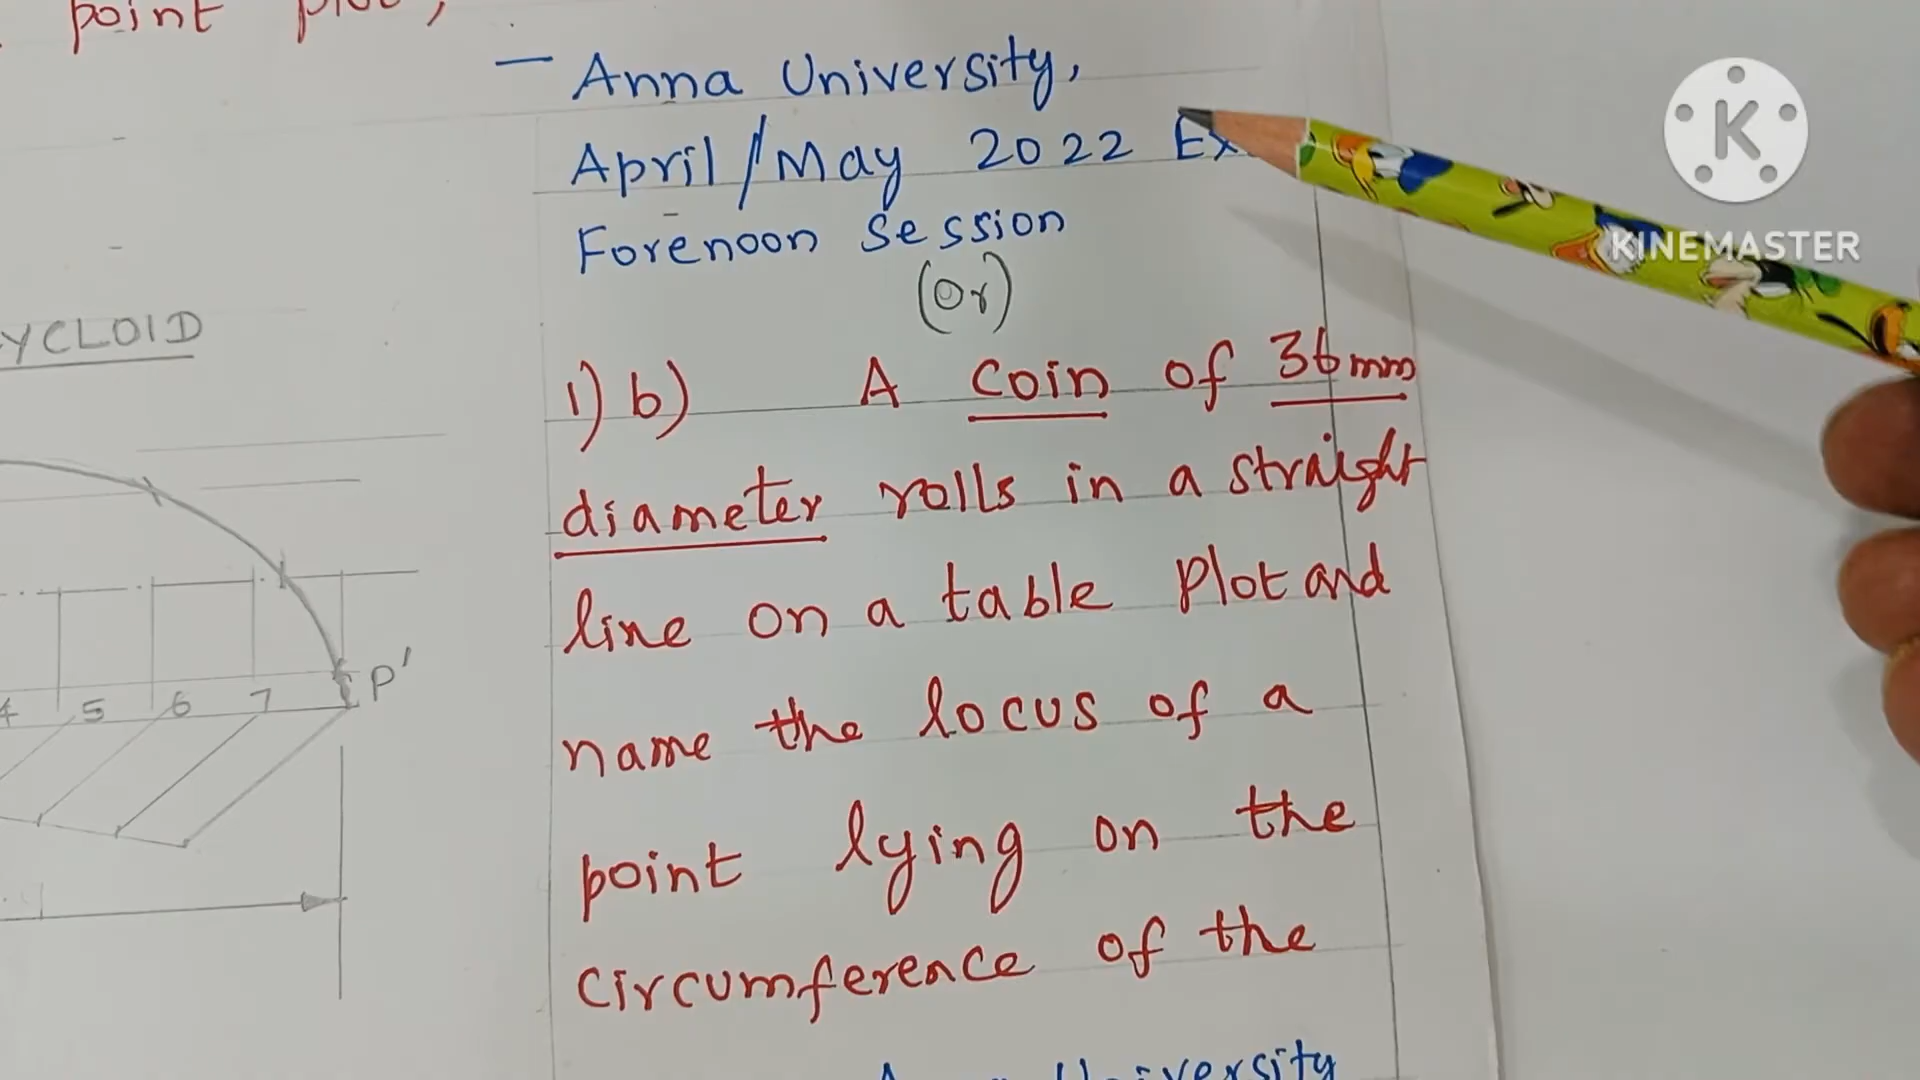 point plot,
— Anna University,
April/May 2022
Forenoon session
(Or)
YCLOID
1) b) A coin of 36mm
diameter rolls in a straight
line on a table Plot and
name the locus of a
point lying on the
circumference of the
4 5 6 7 P'
University
K
KINEMASTER